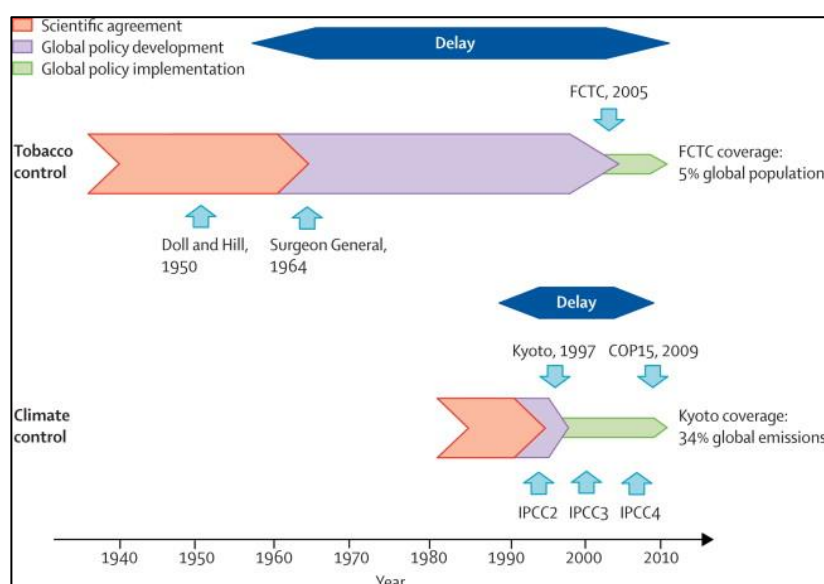 Scientific agreement
Global policy development
Global policy implementation
Delay
FCTC, 2005
Tobacco
control
FCTC coverage:
5% global population
Doll and Hill,
1950
Surgeon General,
1964
Delay
Kyoto, 1997
COP15, 2009
Climate
control
Kyoto coverage:
34% global emissions
IPCC2
IPCC3
IPCC4
1940
1950
1960
1970
1980
1990
2000
2010
Year